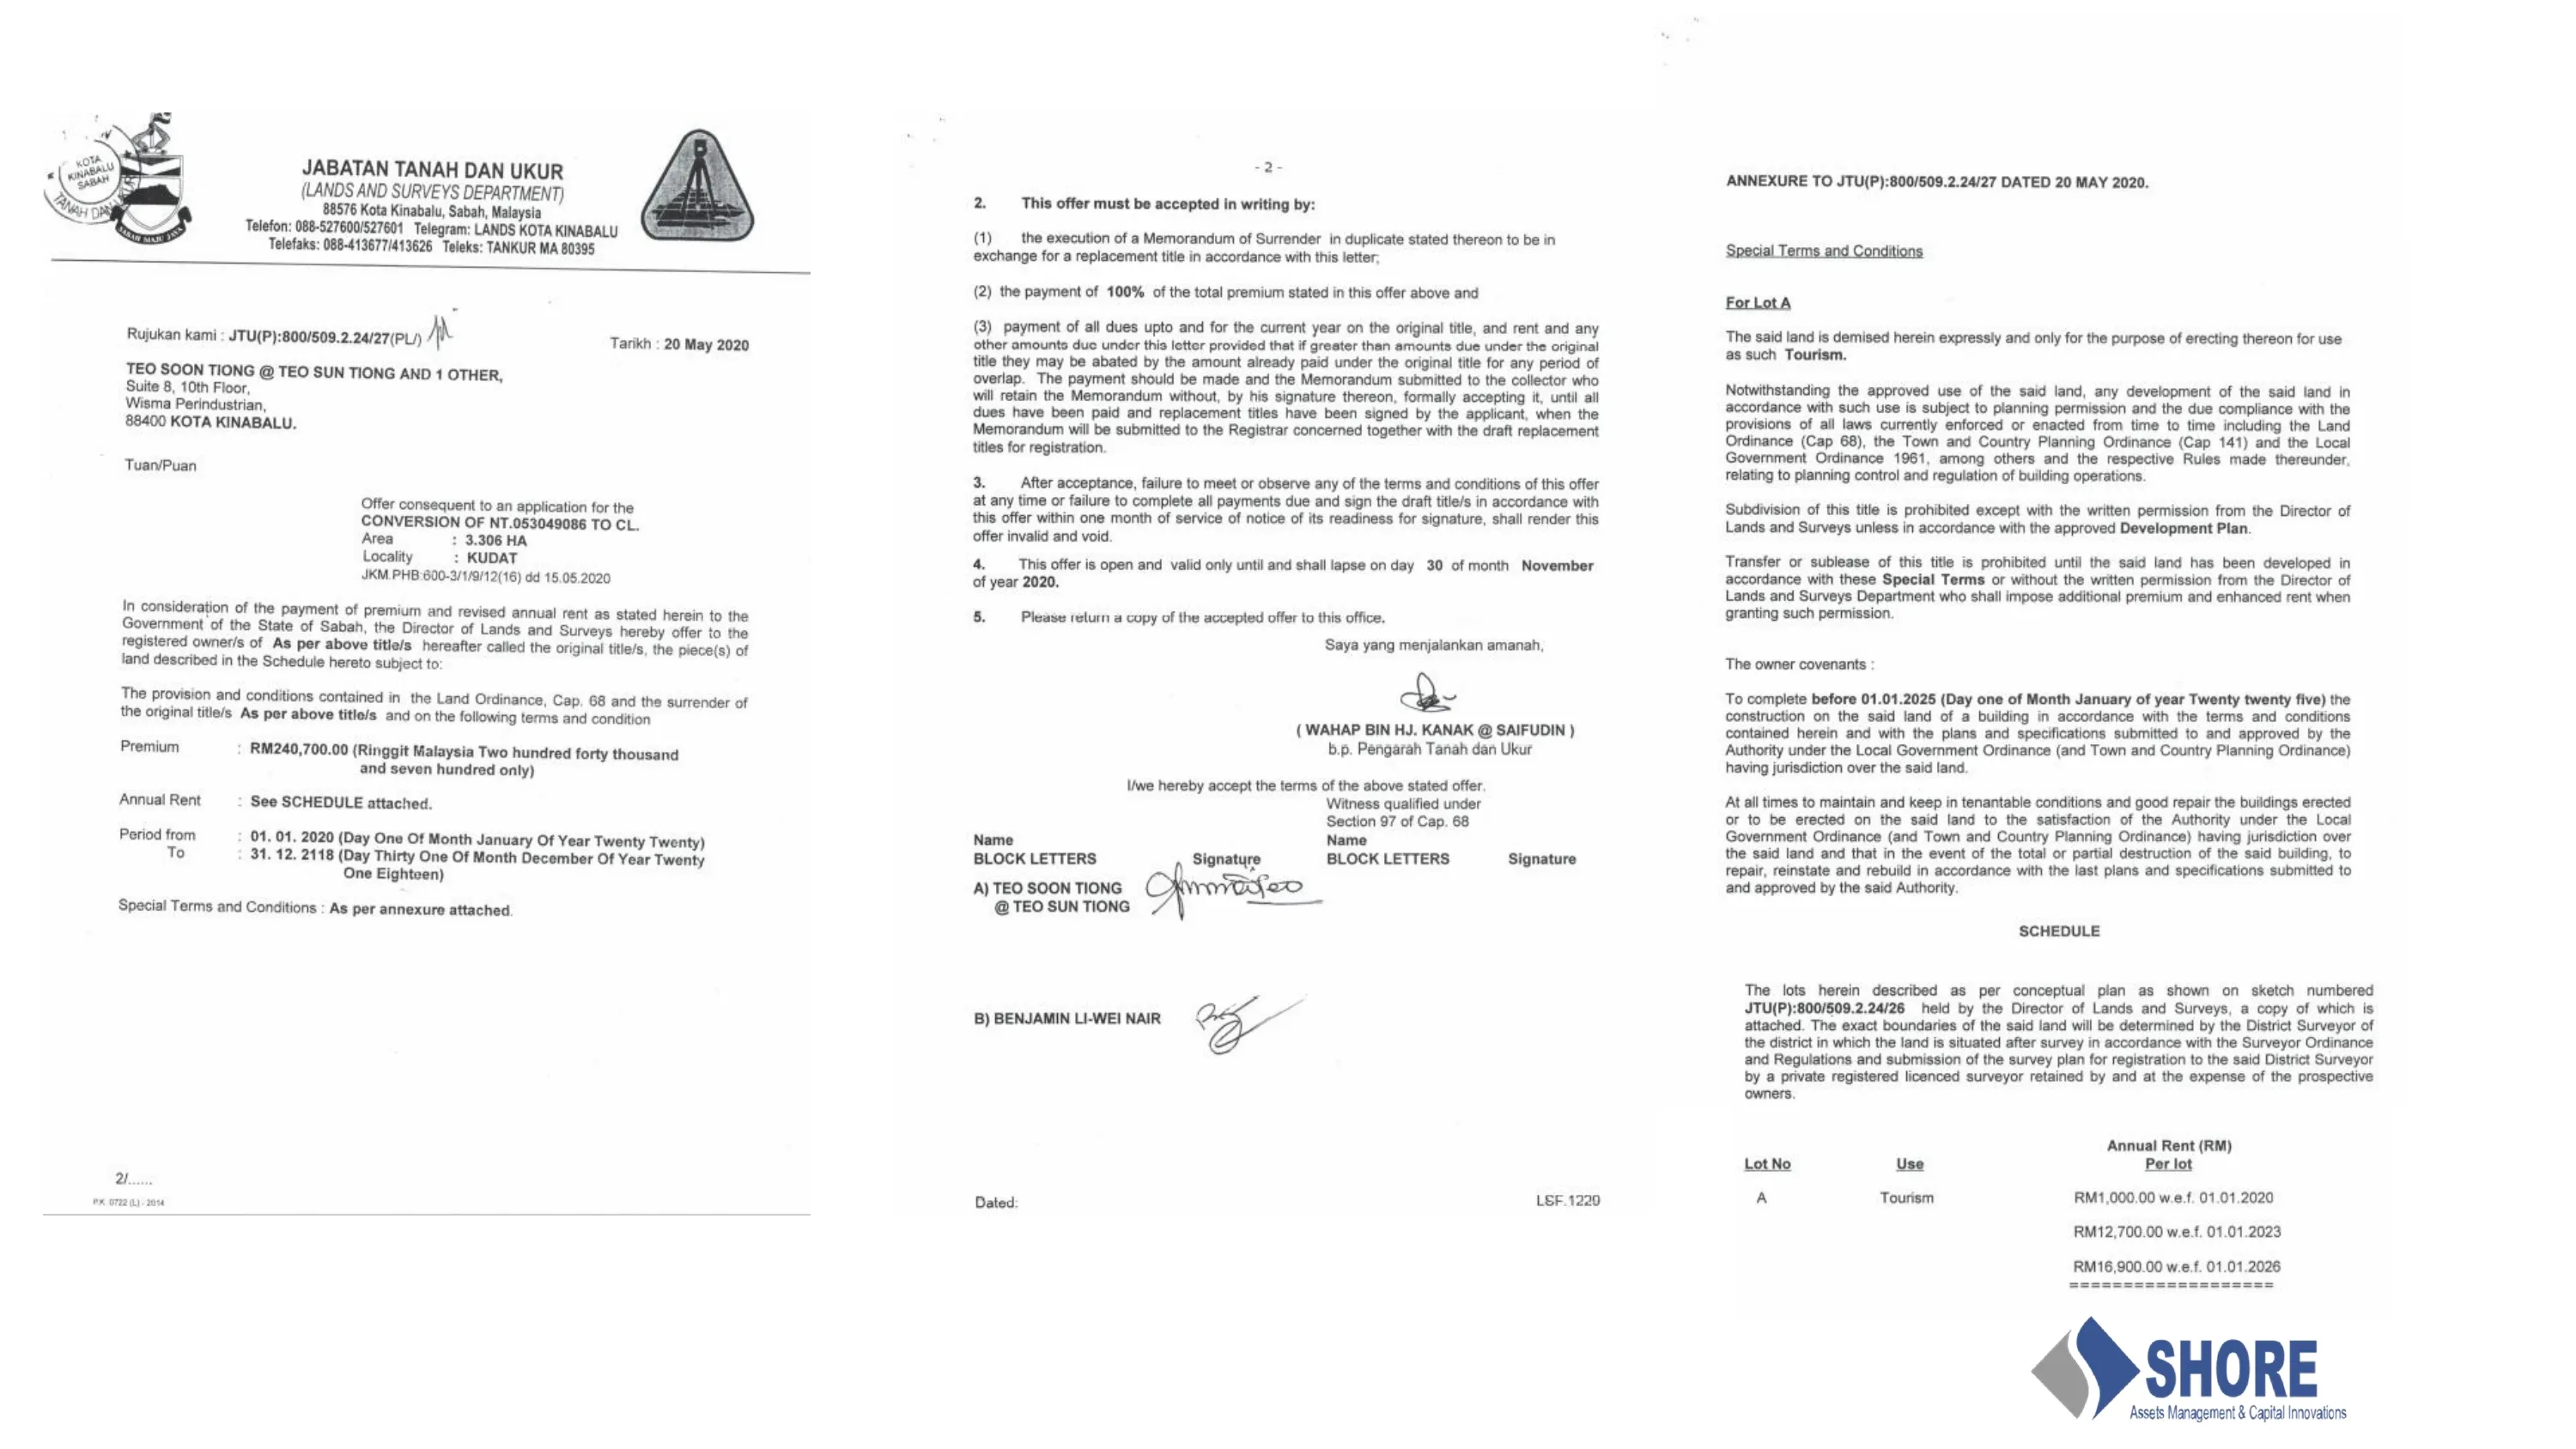 KOTA
KINABALU
SABAH
TANAH DAN UKUR
SABAH MAJU JAYA
JABATAN TANAH DAN UKUR
(LANDS AND SURVEYS DEPARTMENT)
88576 Kota Kinabalu, Sabah, Malaysia
Telefon: 088-527600/527601 Telegram: LANDS KOTA KINABALU
Telefaks: 088-413677/413626 Teleks: TANKUR MA 80395
Rujukan kami : JTU(P):800/509.2.24/27(PL/)
Tarikh : 20 May 2020
TEO SOON TIONG @ TEO SUN TIONG AND 1 OTHER,
Suite 8, 10th Floor,
Wisma Perindustrian,
88400 KOTA KINABALU.
Tuan/Puan
Offer consequent to an application for the
CONVERSION OF NT.053049086 TO CL.
Area : 3.306 HA
Locality : KUDAT
JKM.PHB:600-3/1/9/12(16) dd 15.05.2020
In consideration of the payment of premium and revised annual rent as stated herein to the
Government of the State of Sabah, the Director of Lands and Surveys hereby offer to the
registered owner/s of As per above title/s hereafter called the original title/s, the piece(s) of
land described in the Schedule hereto subject to:
The provision and conditions contained in the Land Ordinance, Cap. 68 and the surrender of
the original title/s As per above title/s and on the following terms and condition
Premium : RM240,700.00 (Ringgit Malaysia Two hundred forty thousand
and seven hundred only)
Annual Rent : See SCHEDULE attached.
Period from : 01. 01. 2020 (Day One Of Month January Of Year Twenty Twenty)
To : 31. 12. 2118 (Day Thirty One Of Month December Of Year Twenty
One Eighteen)
Special Terms and Conditions : As per annexure attached.
2/......
P.K. 0722 (L) - 2014
- 2 -
2. This offer must be accepted in writing by:
(1) the execution of a Memorandum of Surrender in duplicate stated thereon to be in
exchange for a replacement title in accordance with this letter;
(2) the payment of 100% of the total premium stated in this offer above and
(3) payment of all dues upto and for the current year on the original title, and rent and any
other amounts due under this letter provided that if greater than amounts due under the original
title they may be abated by the amount already paid under the original title for any period of
overlap. The payment should be made and the Memorandum submitted to the collector who
will retain the Memorandum without, by his signature thereon, formally accepting it, until all
dues have been paid and replacement titles have been signed by the applicant, when the
Memorandum will be submitted to the Registrar concerned together with the draft replacement
titles for registration.
3. After acceptance, failure to meet or observe any of the terms and conditions of this offer
at any time or failure to complete all payments due and sign the draft title/s in accordance with
this offer within one month of service of notice of its readiness for signature, shall render this
offer invalid and void.
4. This offer is open and valid only until and shall lapse on day 30 of month November
of year 2020.
5. Please return a copy of the accepted offer to this office.
Saya yang menjalankan amanah,
( WAHAP BIN HJ. KANAK @ SAIFUDIN )
b.p. Pengarah Tanah dan Ukur
I/we hereby accept the terms of the above stated offer.
Witness qualified under
Section 97 of Cap. 68
Name Name
BLOCK LETTERS Signature BLOCK LETTERS Signature
A) TEO SOON TIONG
@ TEO SUN TIONG
B) BENJAMIN LI-WEI NAIR
Dated: LSF.1220
ANNEXURE TO JTU(P):800/509.2.24/27 DATED 20 MAY 2020.
Special Terms and Conditions
For Lot A
The said land is demised herein expressly and only for the purpose of erecting thereon for use
as such Tourism.
Notwithstanding the approved use of the said land, any development of the said land in
accordance with such use is subject to planning permission and the due compliance with the
provisions of all laws currently enforced or enacted from time to time including the Land
Ordinance (Cap 68), the Town and Country Planning Ordinance (Cap 141) and the Local
Government Ordinance 1961, among others and the respective Rules made thereunder,
relating to planning control and regulation of building operations.
Subdivision of this title is prohibited except with the written permission from the Director of
Lands and Surveys unless in accordance with the approved Development Plan.
Transfer or sublease of this title is prohibited until the said land has been developed in
accordance with these Special Terms or without the written permission from the Director of
Lands and Surveys Department who shall impose additional premium and enhanced rent when
granting such permission.
The owner covenants :
To complete before 01.01.2025 (Day one of Month January of year Twenty twenty five) the
construction on the said land of a building in accordance with the terms and conditions
contained herein and with the plans and specifications submitted to and approved by the
Authority under the Local Government Ordinance (and Town and Country Planning Ordinance)
having jurisdiction over the said land.
At all times to maintain and keep in tenantable conditions and good repair the buildings erected
or to be erected on the said land to the satisfaction of the Authority under the Local
Government Ordinance (and Town and Country Planning Ordinance) having jurisdiction over
the said land and that in the event of the total or partial destruction of the said building, to
repair, reinstate and rebuild in accordance with the last plans and specifications submitted to
and approved by the said Authority.
SCHEDULE
The lots herein described as per conceptual plan as shown on sketch numbered
JTU(P):800/509.2.24/26 held by the Director of Lands and Surveys, a copy of which is
attached. The exact boundaries of the said land will be determined by the District Surveyor of
the district in which the land is situated after survey in accordance with the Surveyor Ordinance
and Regulations and submission of the survey plan for registration to the said District Surveyor
by a private registered licenced surveyor retained by and at the expense of the prospective
owners.
Annual Rent (RM)
Lot No Use Per lot
A Tourism RM1,000.00 w.e.f. 01.01.2020
RM12,700.00 w.e.f. 01.01.2023
RM16,900.00 w.e.f. 01.01.2026
===================
SHORE
Assets Management & Capital Innovations